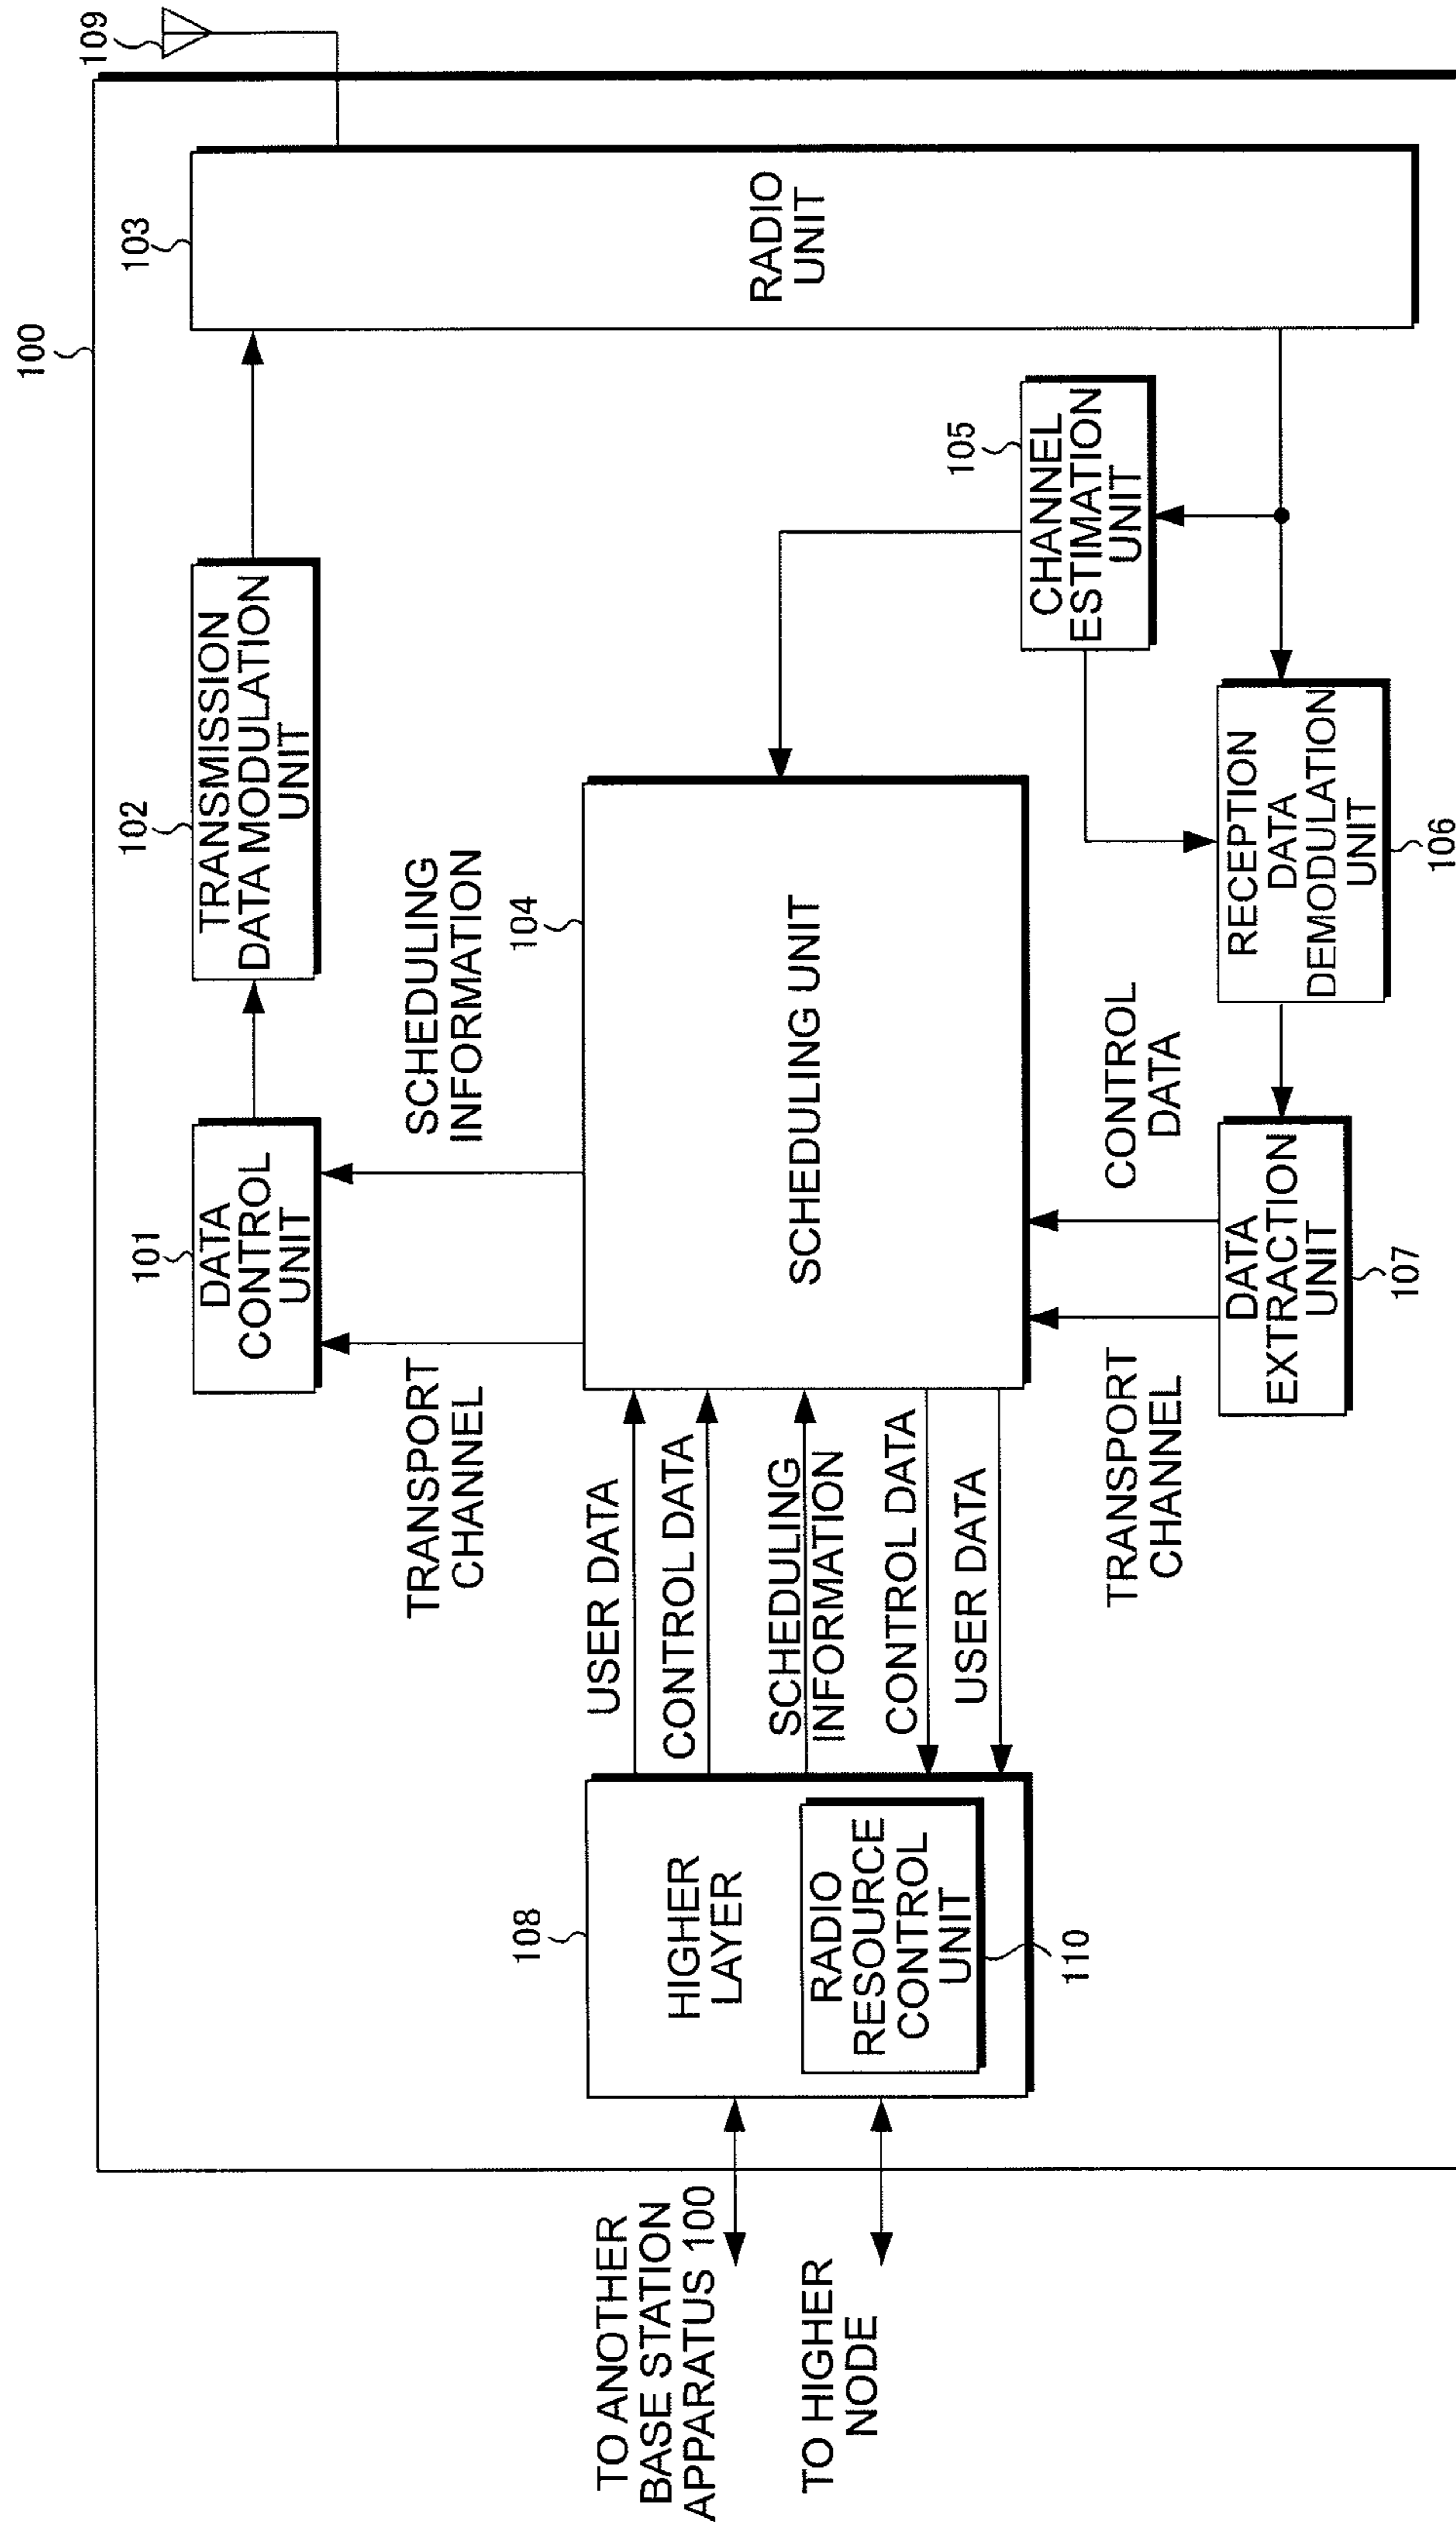 100
109
101
DATA
CONTROL
UNIT
102
TRANSMISSION
DATA MODULATION
UNIT
103
RADIO
UNIT
TRANSPORT
CHANNEL
SCHEDULING
INFORMATION
108
HIGHER
LAYER
RADIO
RESOURCE
CONTROL
UNIT
110
USER DATA
CONTROL DATA
SCHEDULING
INFORMATION
CONTROL DATA
USER DATA
104
SCHEDULING UNIT
105
CHANNEL
ESTIMATION
UNIT
TO ANOTHER
BASE STATION
APPARATUS 100
TO HIGHER
NODE
TRANSPORT
CHANNEL
CONTROL
DATA
DATA
EXTRACTION
UNIT
107
RECEPTION
DATA
DEMODULATION
UNIT
106